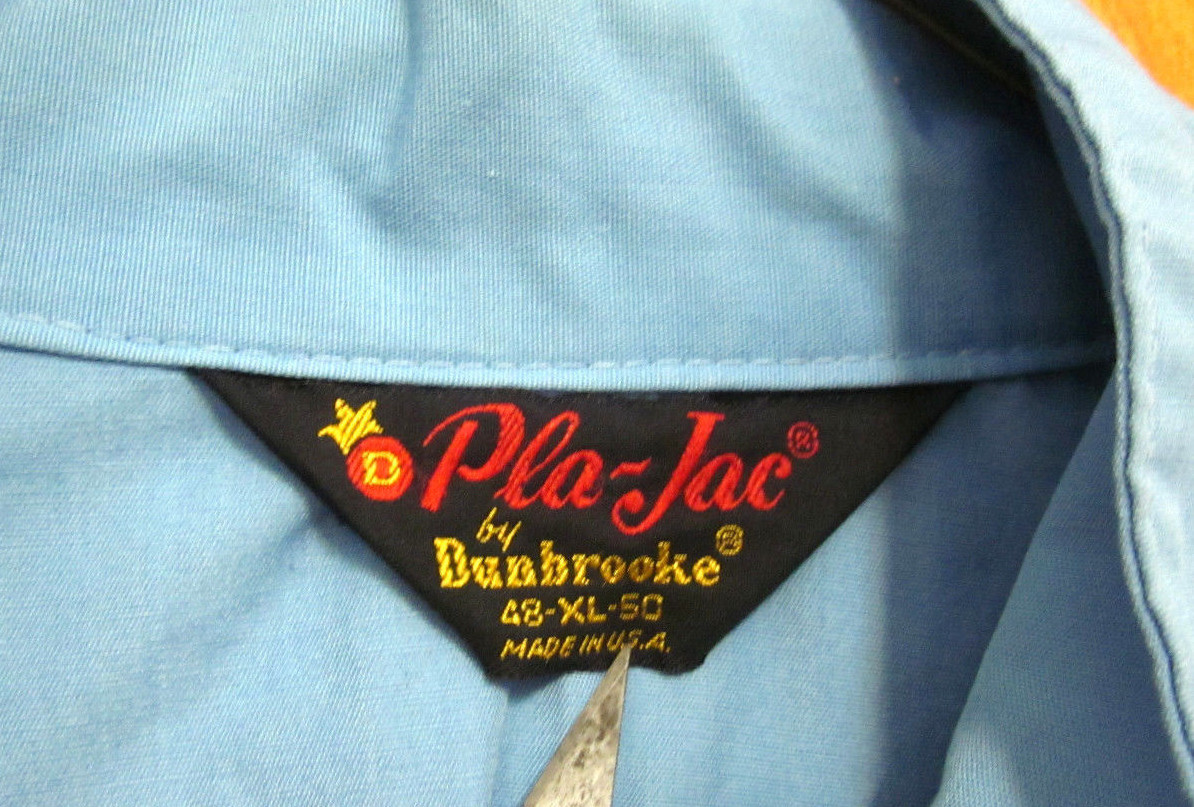 D Pla-Jac®
by
Dunbrooke®
48-XL-50
MADE IN U.S.A.